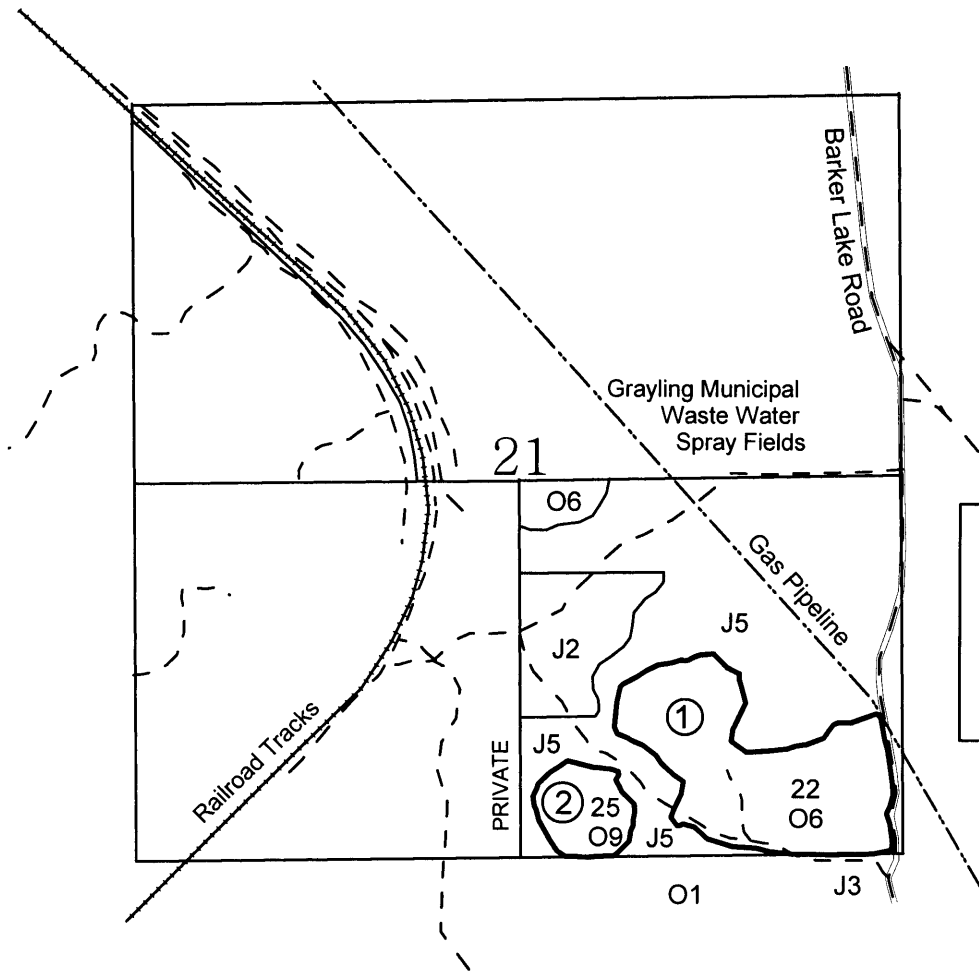 Barker Lake Road
Grayling Municipal
Waste Water
Spray Fields
21
O6
Gas Pipeline
J5
J2
1
Railroad Tracks
PRIVATE
J5
2
25
O9
J5
22
O6
O1
J3